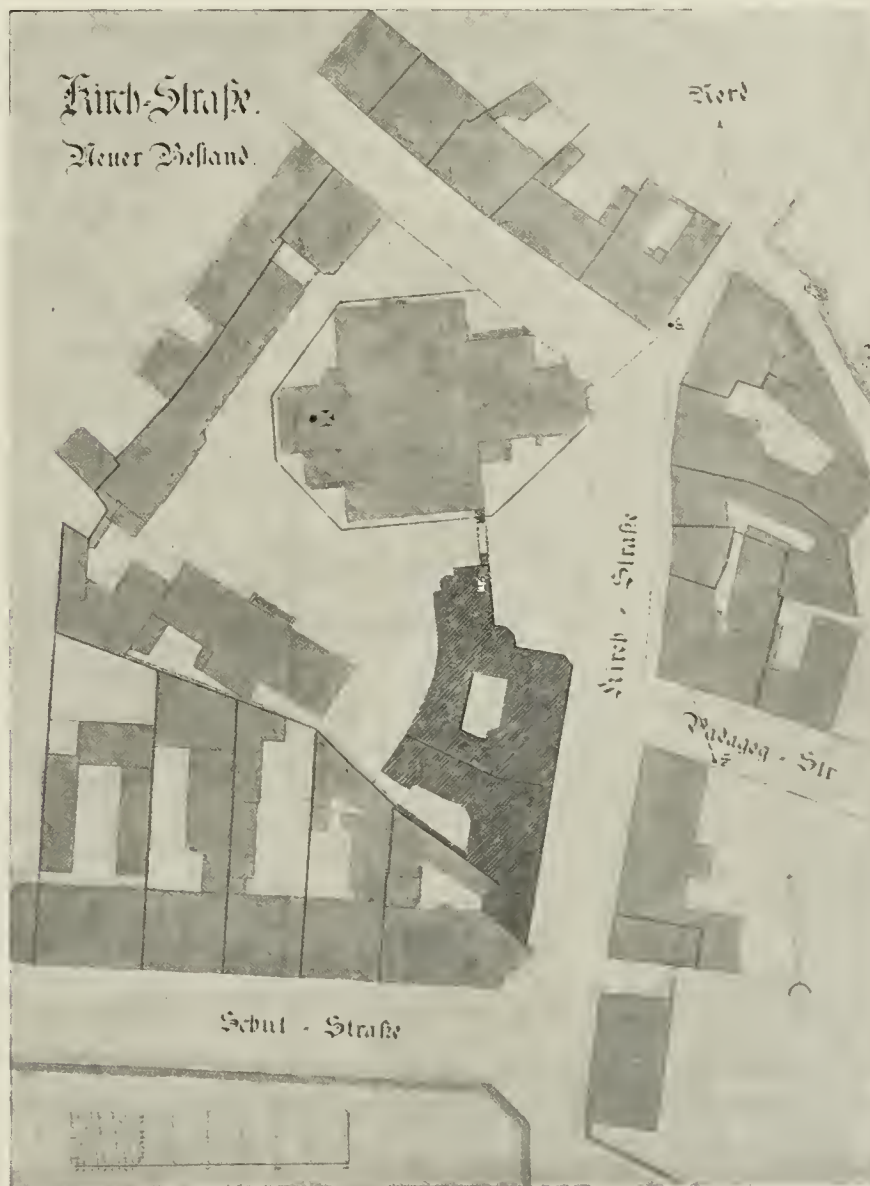 Kirch-Straße.
Neuer Bestand.
Nord
Kirch - Straße
Pädagog - Str
Schul - Straße